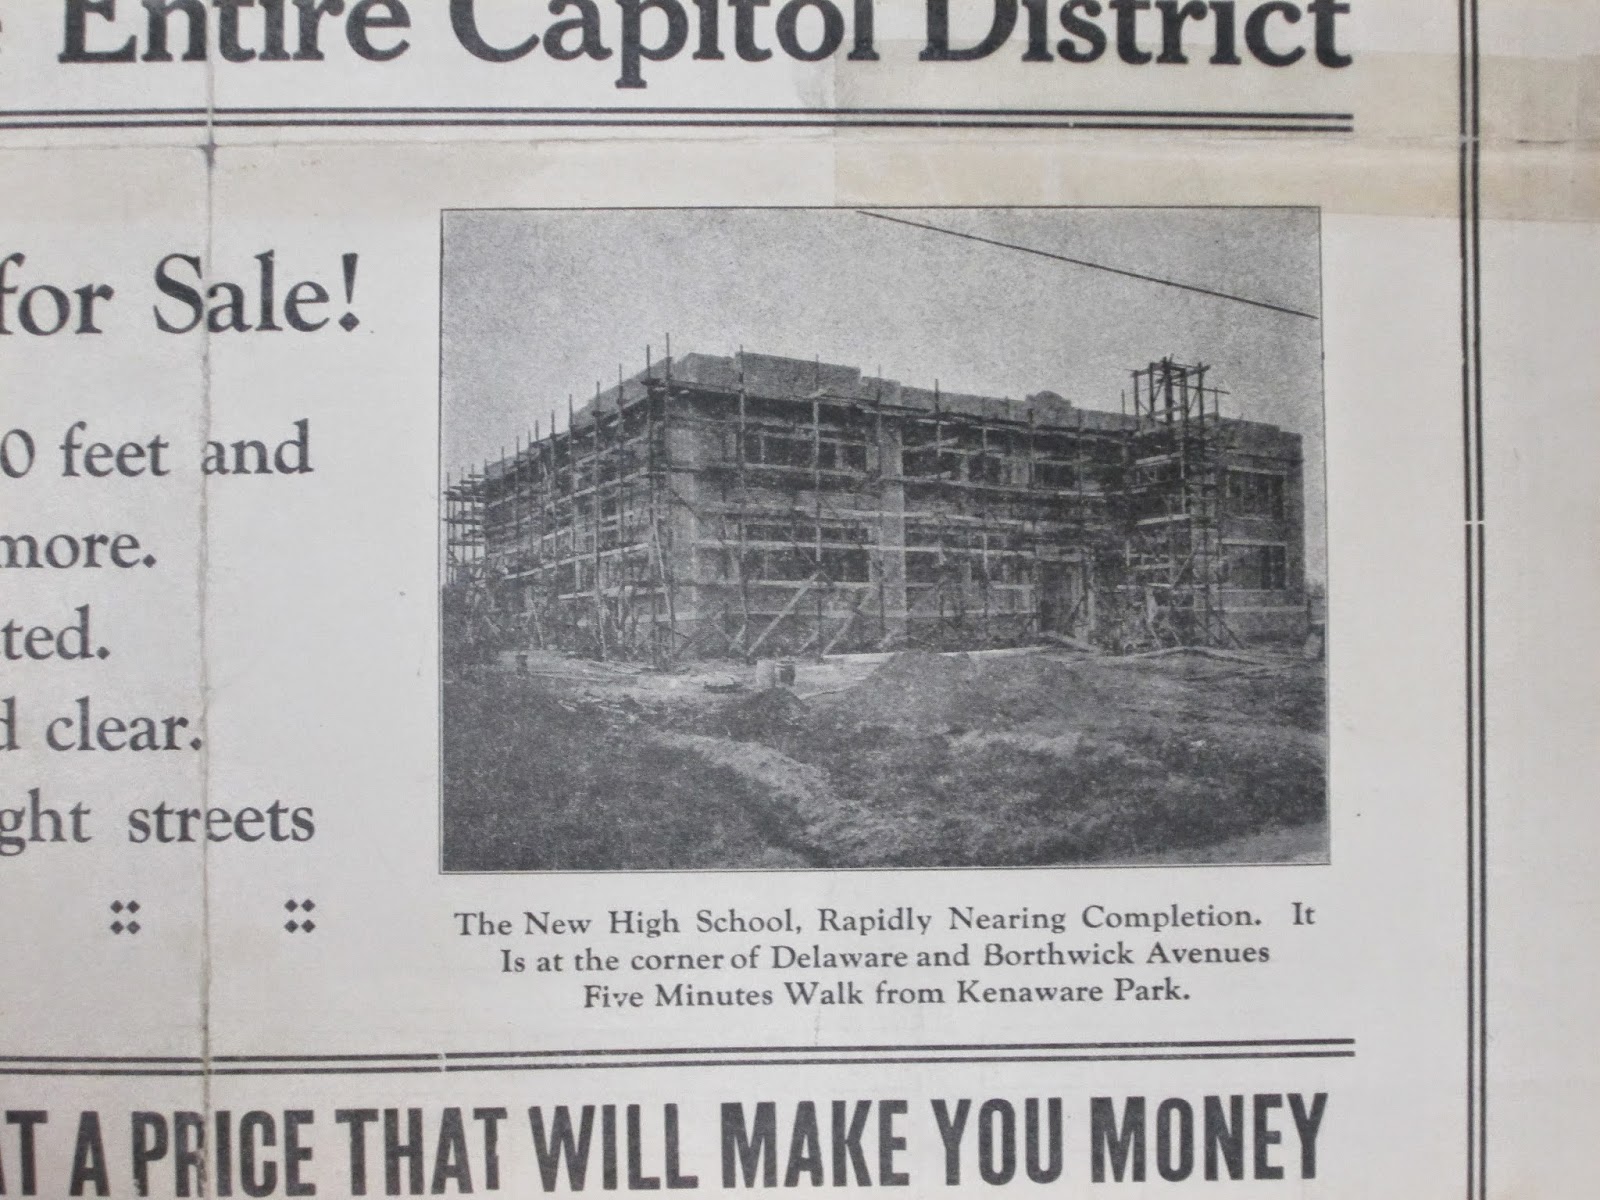 Entire Capitol District
for Sale!
0 feet and
more.
ted.
d clear.
ght streets
The New High School, Rapidly Nearing Completion. It
Is at the corner of Delaware and Borthwick Avenues
Five Minutes Walk from Kenaware Park.
AT A PRICE THAT WILL MAKE YOU MONEY